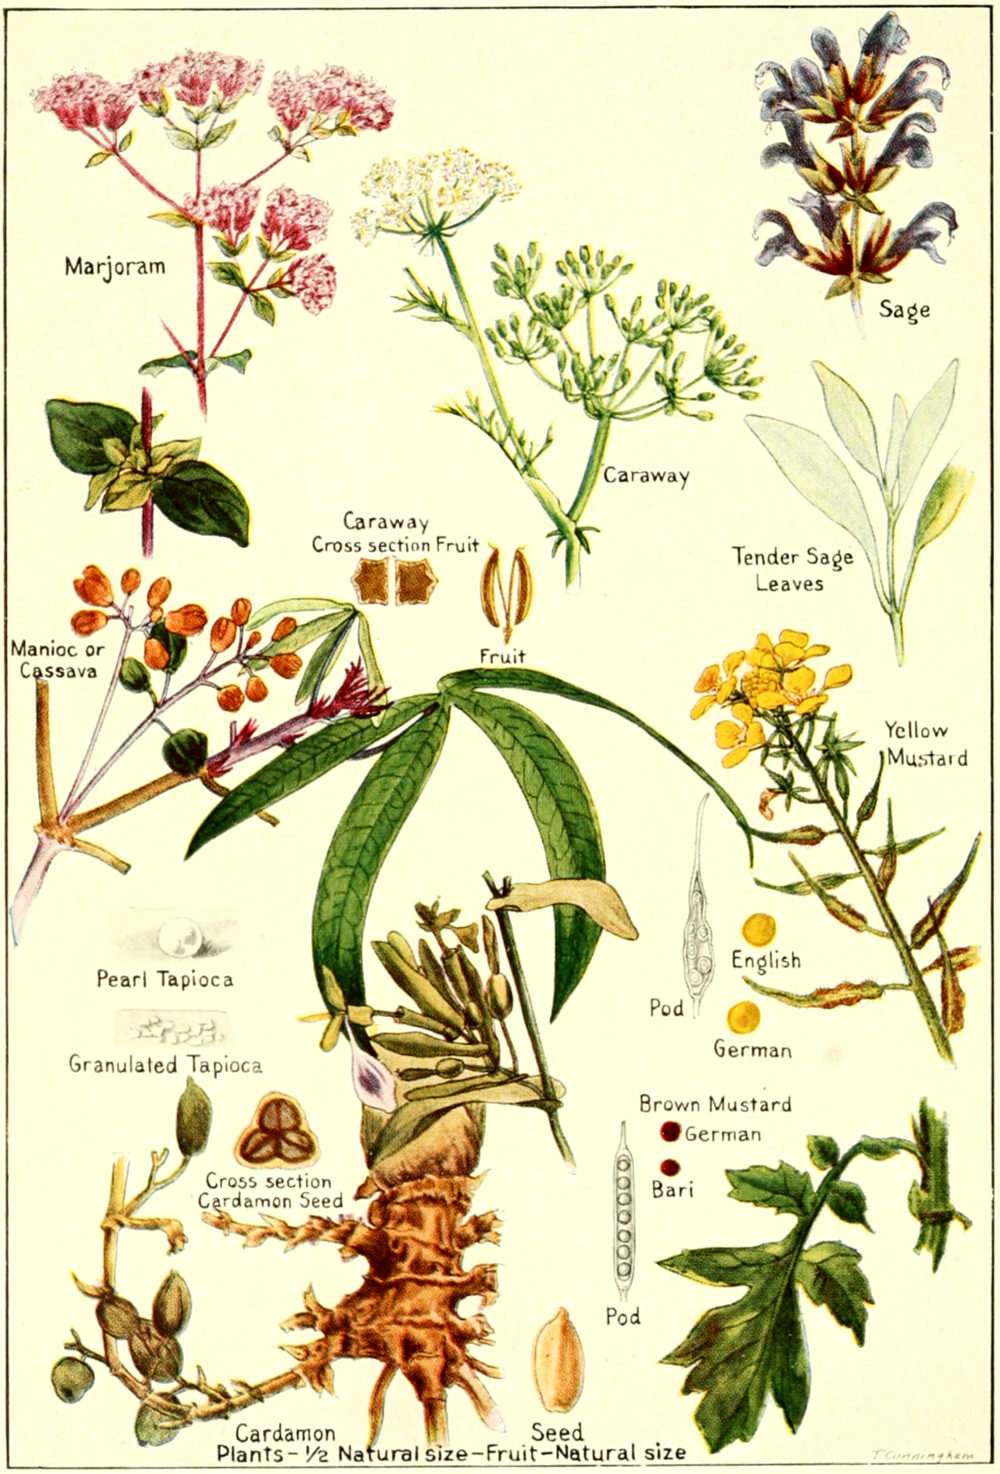 Marjoram
Sage
Caraway
Caraway
Cross section Fruit
Fruit
Tender Sage
Leaves
Manioc or
Cassava
Yellow
Mustard
Pearl Tapioca
English
Pod
Granulated Tapioca
German
Brown Mustard
German
Bari
Cross section
Cardamon Seed
Pod
Cardamon
Seed
Plants - ½ Natural size - Fruit - Natural size
T Cunningham